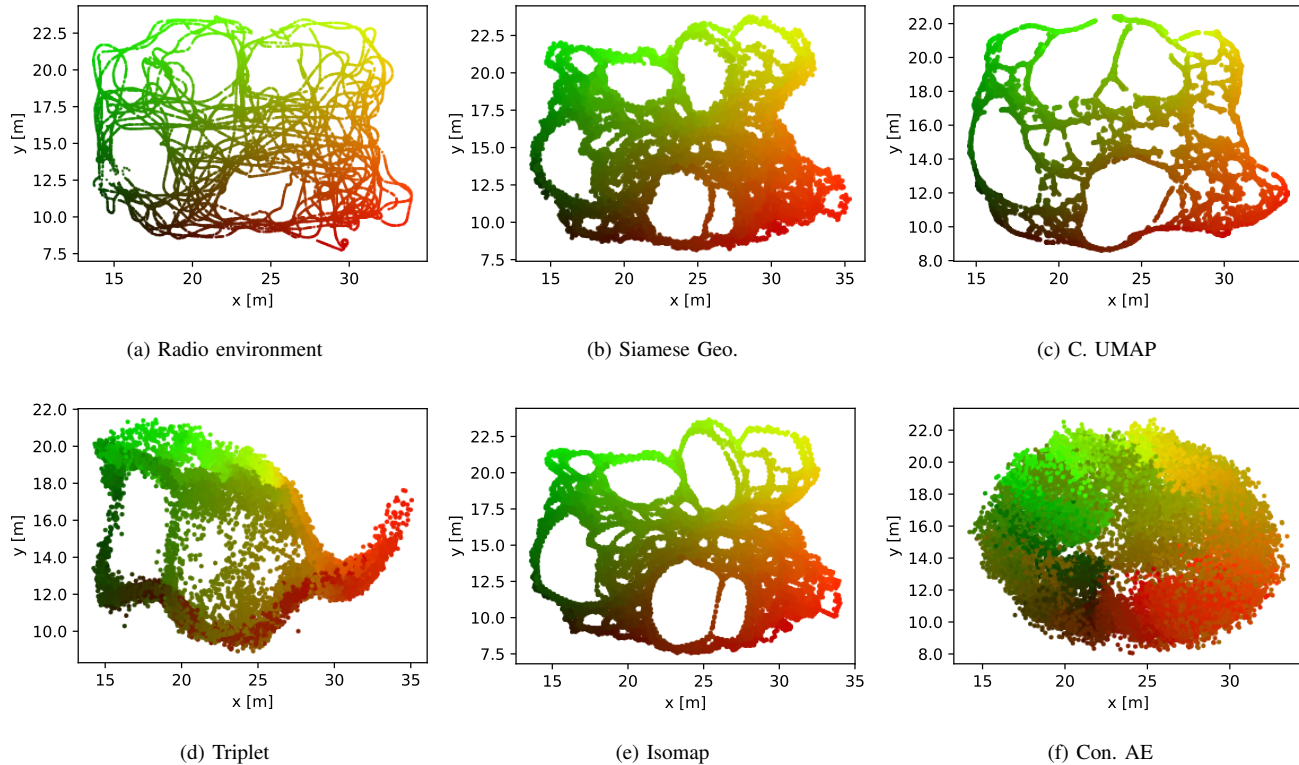 22.5
20.0
17.5
15.0
12.5
10.0
7.5
y [m]
15 20 25 30
x [m]
(a) Radio environment
22.5
20.0
17.5
15.0
12.5
10.0
7.5
y [m]
15 20 25 30 35
x [m]
(b) Siamese Geo.
22.0
20.0
18.0
16.0
14.0
12.0
10.0
8.0
y [m]
15 20 25 30
x [m]
(c) C. UMAP
22.0
20.0
18.0
16.0
14.0
12.0
10.0
y [m]
15 20 25 30 35
x [m]
(d) Triplet
22.5
20.0
17.5
15.0
12.5
10.0
7.5
y [m]
15 20 25 30 35
x [m]
(e) Isomap
22.0
20.0
18.0
16.0
14.0
12.0
10.0
8.0
y [m]
15 20 25 30
x [m]
(f) Con. AE